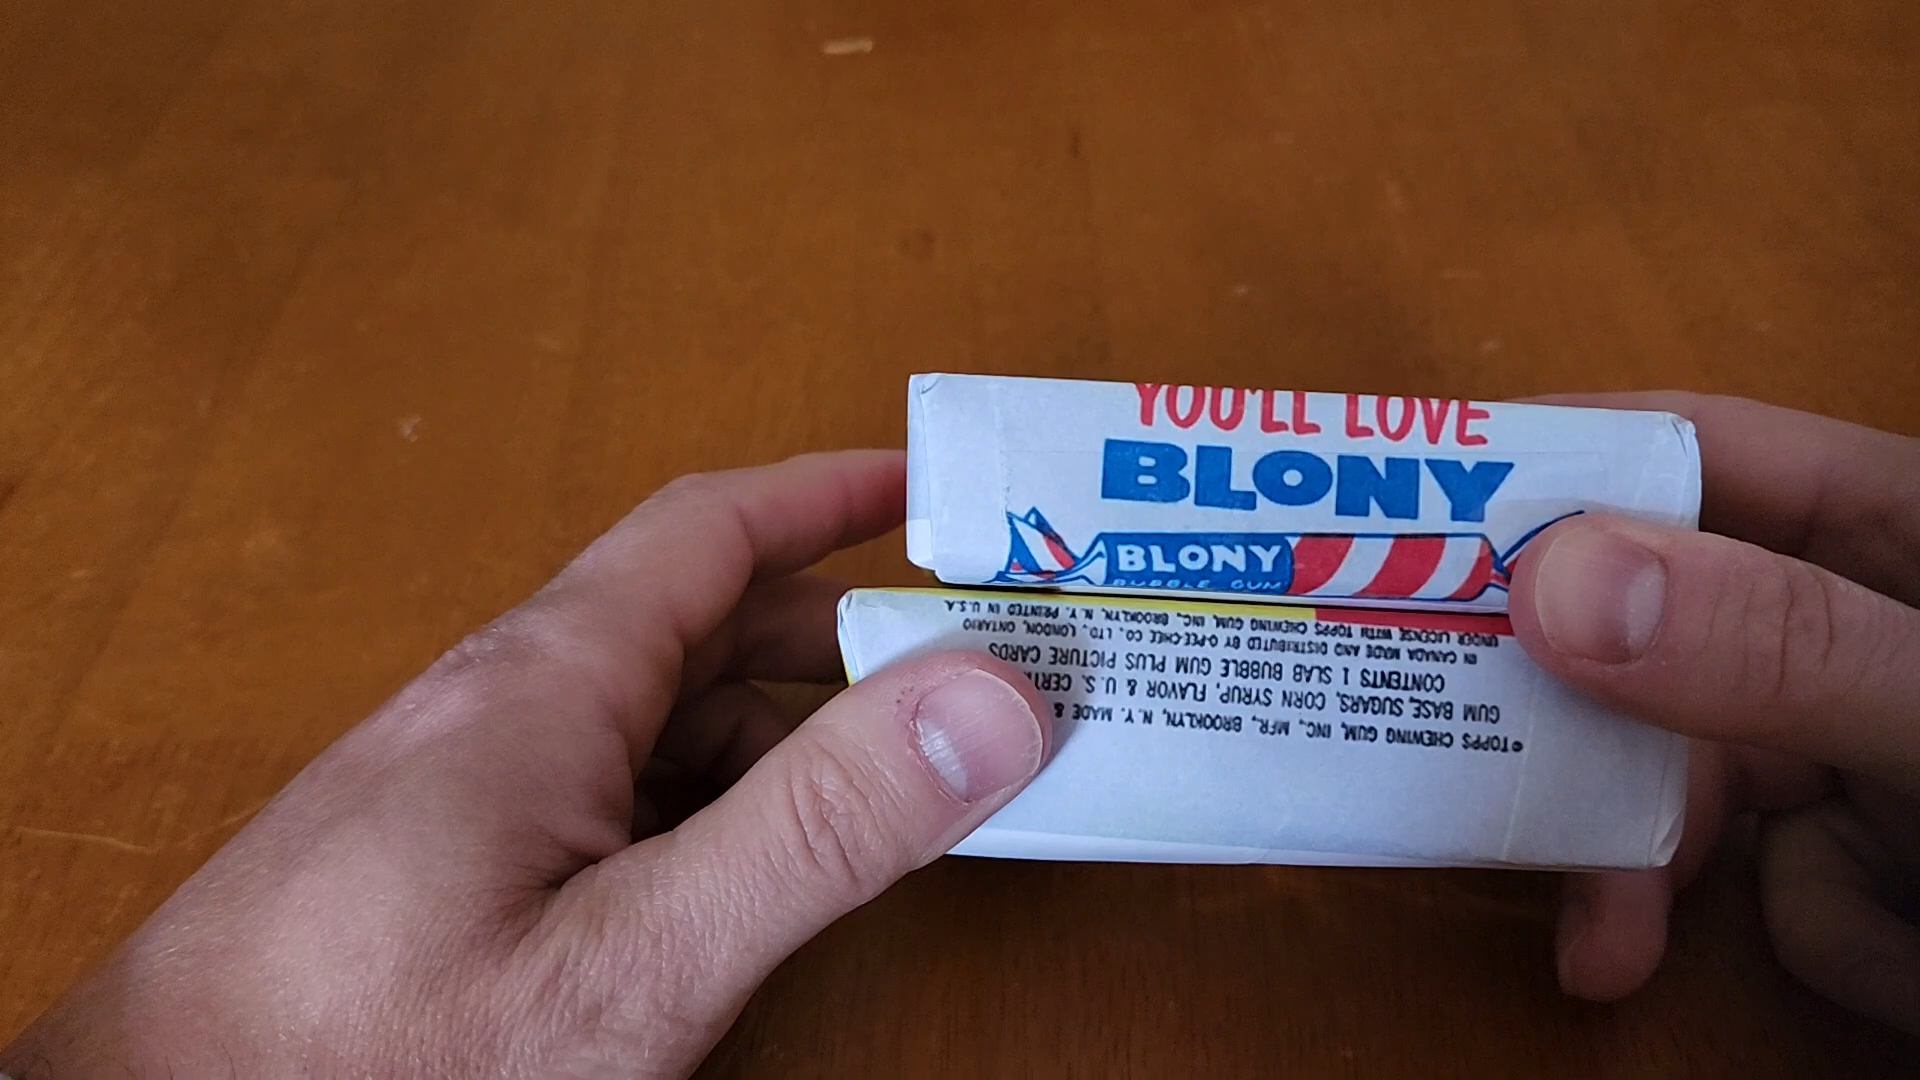 YOU'LL LOVE
BLONY
BLONY
BUBBLE GUM
©TOPPS CHEWING GUM, INC., MFR., BROOKLYN, N. Y. MADE &
GUM BASE, SUGARS, CORN SYRUP, FLAVOR & U. S.
CONTENTS 1 SLAB BUBBLE GUM PLUS PICTURE CARDS
IN CANADA MADE AND DISTRIBUTED BY O-PEE-CHEE CO., LTD., LONDON, ONTARIO
UNDER LICENSE WITH TOPPS CHEWING GUM, INC., BROOKLYN, N. Y. PRINTED IN U.S.A.